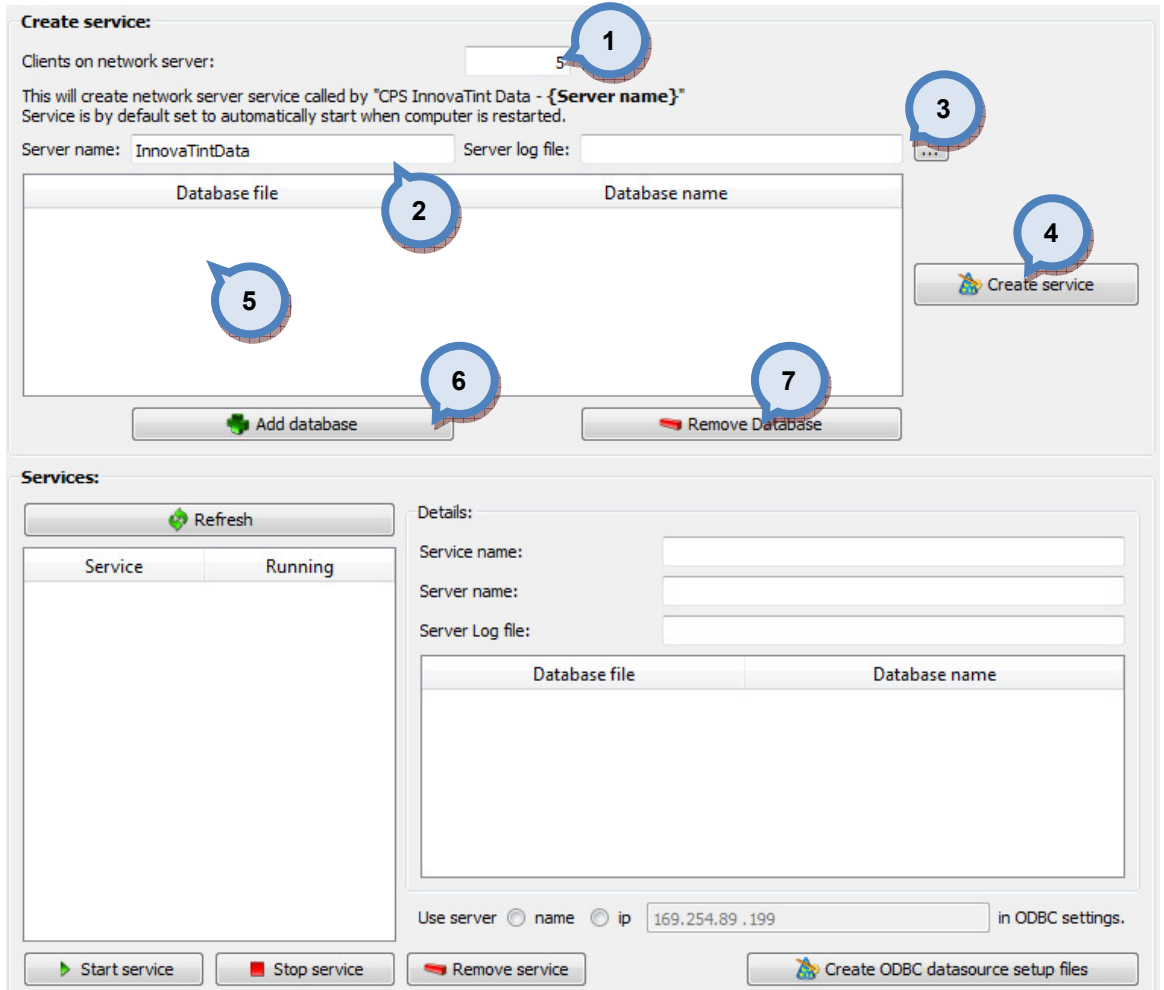 Create service:
1
Clients on network server: 5
This will create network server service called by "CPS InnovaTint Data - {Server name}"
Service is by default set to automatically start when computer is restarted.
3
Server name: InnovaTintData Server log file: ...
Database file Database name
2
4
5
Create service
6 7
Add database Remove Database
Services:
Refresh Details:
Service Running
Service name:
Server name:
Server Log file:
Database file Database name
Use server name ip 169.254.89 .199 in ODBC settings.
Start service Stop service Remove service Create ODBC datasource setup files